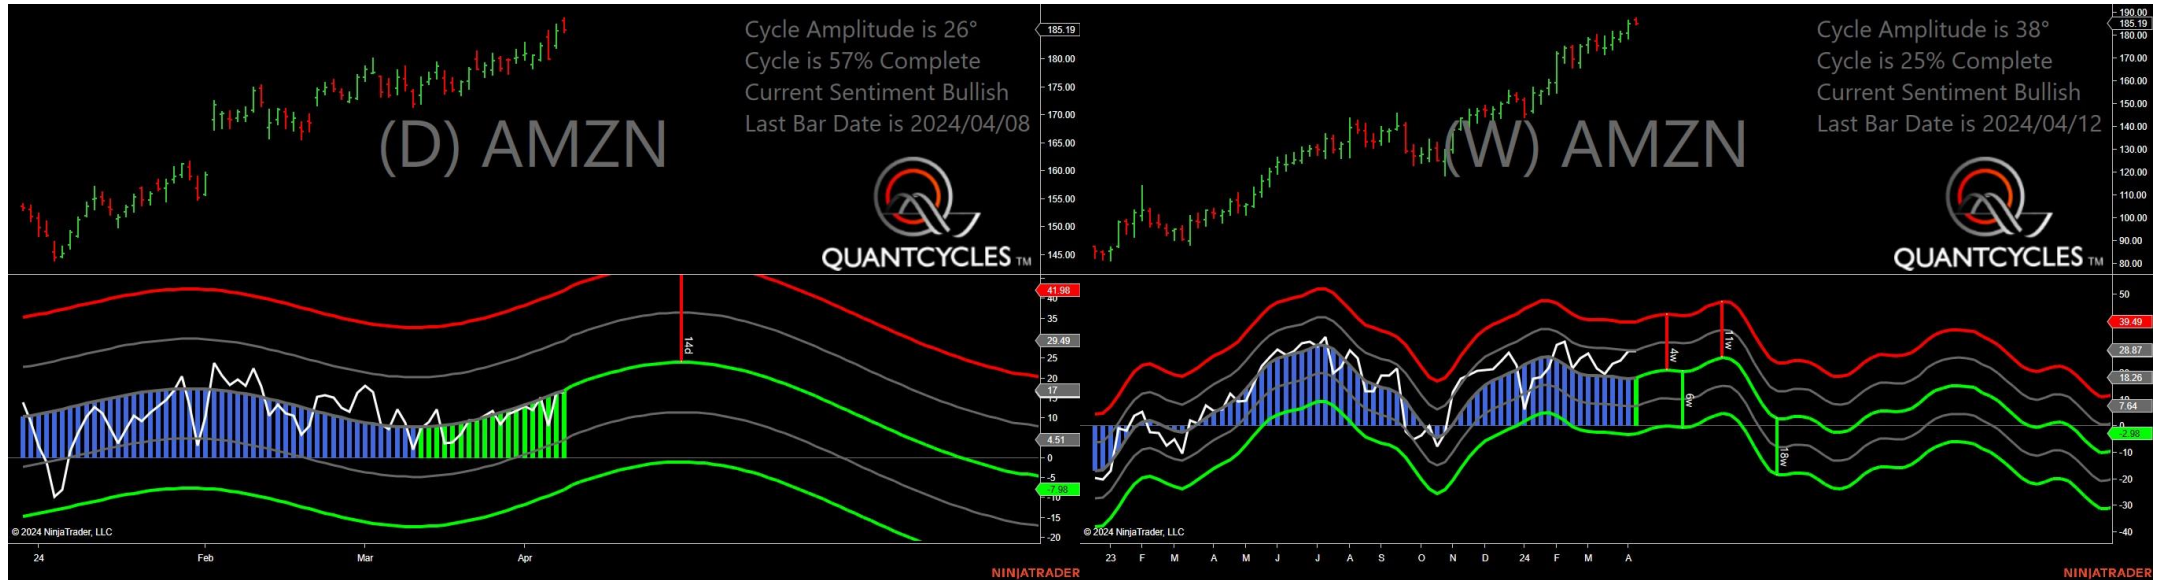 Cycle Amplitude is 26°
Cycle is 57% Complete
Current Sentiment Bullish
Last Bar Date is 2024/04/08
(D) AMZN
QUANTCYCLES TM
185.19
180.00
175.00
170.00
165.00
160.00
155.00
150.00
145.00
41.98
40
35
29.49
25
20
17
15
10
4.51
0
-5
-7.98
-10
-15
-20
14d
© 2024 NinjaTrader, LLC
24
Feb
Mar
Apr
NINJATRADER
Cycle Amplitude is 38°
Cycle is 25% Complete
Current Sentiment Bullish
Last Bar Date is 2024/04/12
(W) AMZN
QUANTCYCLES TM
190.00
185.19
180.00
170.00
160.00
150.00
140.00
130.00
120.00
110.00
100.00
90.00
80.00
50
39.49
28.87
18.26
7.64
0
-2.98
-10
-20
-30
-40
4w
11w
6w
18w
© 2024 NinjaTrader, LLC
23
F
M
A
M
J
J
A
S
O
N
D
24
F
M
A
NINJATRADER